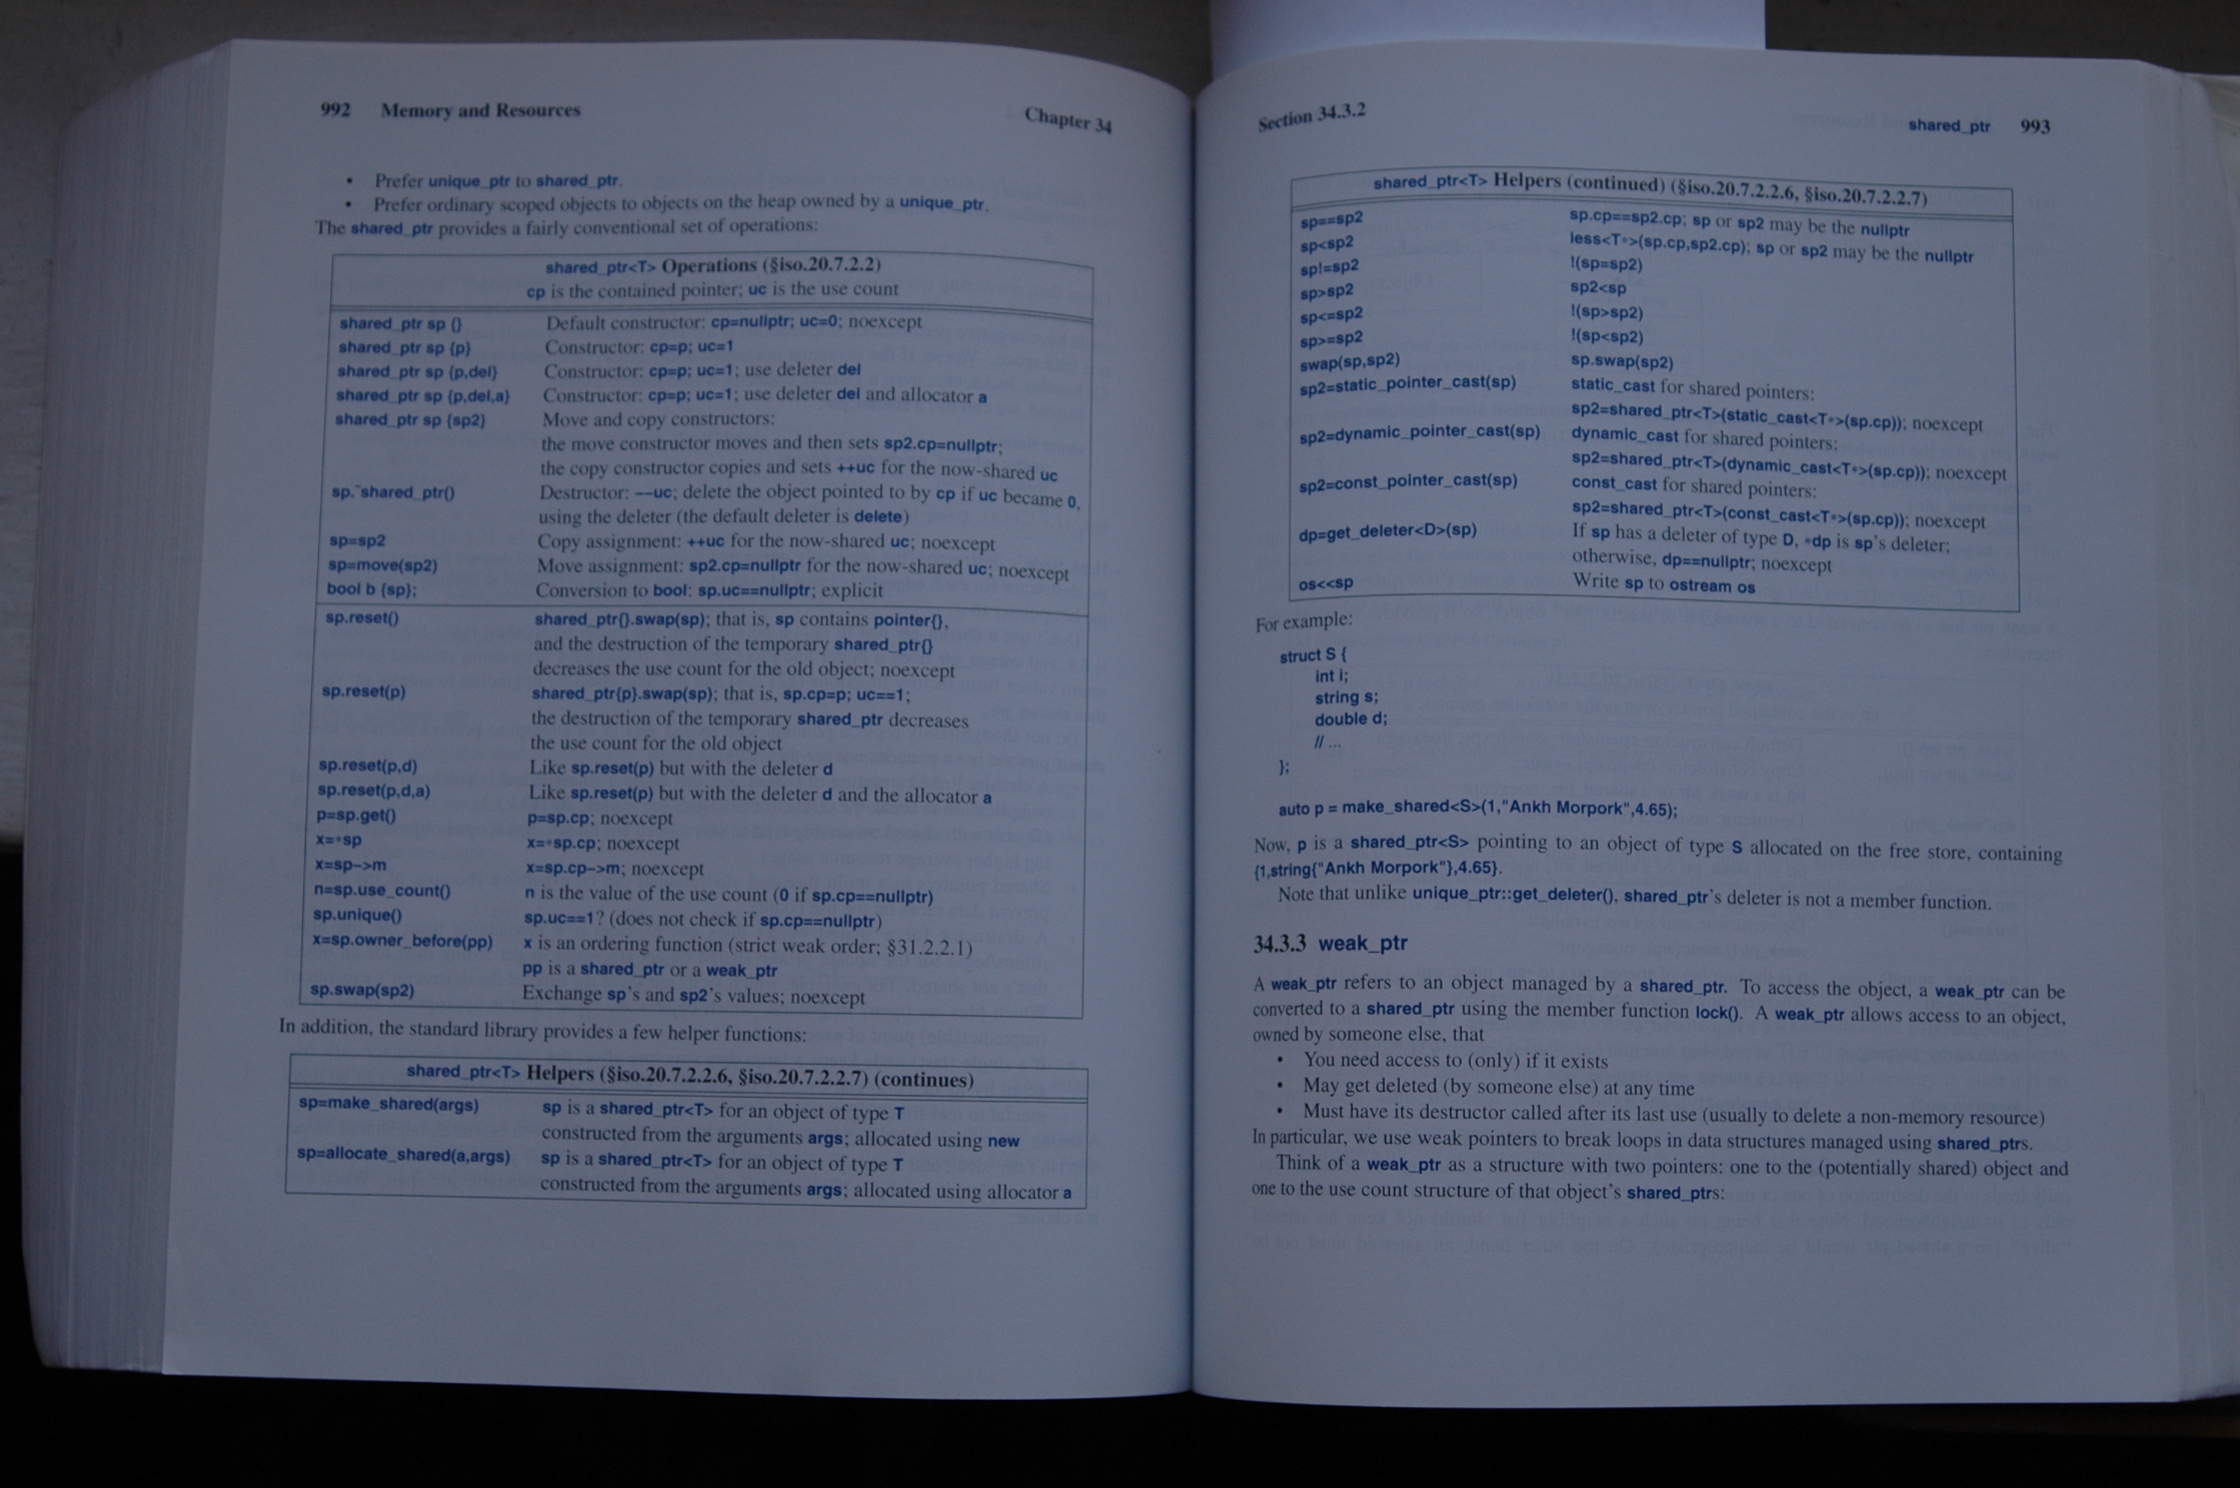 992 Memory and Resources Chapter 34
• Prefer unique_ptr to shared_ptr.
• Prefer ordinary scoped objects to objects on the heap owned by a unique_ptr.
The shared_ptr provides a fairly conventional set of operations:
shared_ptr<T> Operations (§iso.20.7.2.2)
cp is the contained pointer; uc is the use count
shared_ptr sp {} Default constructor: cp=nullptr; uc=0; noexcept
shared_ptr sp {p} Constructor: cp=p; uc=1
shared_ptr sp {p,del} Constructor: cp=p; uc=1; use deleter del
shared_ptr sp {p,del,a} Constructor: cp=p; uc=1; use deleter del and allocator a
shared_ptr sp {sp2} Move and copy constructors:
the move constructor moves and then sets sp2.cp=nullptr;
the copy constructor copies and sets ++uc for the now-shared uc
sp.~shared_ptr() Destructor: --uc; delete the object pointed to by cp if uc became 0,
using the deleter (the default deleter is delete)
sp=sp2 Copy assignment: ++uc for the now-shared uc; noexcept
sp=move(sp2) Move assignment: sp2.cp=nullptr for the now-shared uc; noexcept
bool b {sp}; Conversion to bool: sp.uc==nullptr; explicit
sp.reset() shared_ptr{}.swap(sp); that is, sp contains pointer{},
and the destruction of the temporary shared_ptr{}
decreases the use count for the old object; noexcept
sp.reset(p) shared_ptr{p}.swap(sp); that is, sp.cp=p; uc==1;
the destruction of the temporary shared_ptr decreases
the use count for the old object
sp.reset(p,d) Like sp.reset(p) but with the deleter d
sp.reset(p,d,a) Like sp.reset(p) but with the deleter d and the allocator a
p=sp.get() p=sp.cp; noexcept
x=*sp x=*sp.cp; noexcept
x=sp->m x=sp.cp->m; noexcept
n=sp.use_count() n is the value of the use count (0 if sp.cp==nullptr)
sp.unique() sp.uc==1? (does not check if sp.cp==nullptr)
x=sp.owner_before(pp) x is an ordering function (strict weak order; §31.2.2.1)
pp is a shared_ptr or a weak_ptr
sp.swap(sp2) Exchange sp's and sp2's values; noexcept
In addition, the standard library provides a few helper functions:
shared_ptr<T> Helpers (§iso.20.7.2.2.6, §iso.20.7.2.2.7) (continues)
sp=make_shared(args) sp is a shared_ptr<T> for an object of type T
constructed from the arguments args; allocated using new
sp=allocate_shared(a,args) sp is a shared_ptr<T> for an object of type T
constructed from the arguments args; allocated using allocator a
Section 34.3.2 shared_ptr 993
shared_ptr<T> Helpers (continued) (§iso.20.7.2.2.6, §iso.20.7.2.2.7)
sp==sp2 sp.cp==sp2.cp; sp or sp2 may be the nullptr
sp<sp2 less<T*>(sp.cp,sp2.cp); sp or sp2 may be the nullptr
sp!=sp2 !(sp=sp2)
sp>sp2 sp2<sp
sp<=sp2 !(sp>sp2)
sp>=sp2 !(sp<sp2)
swap(sp,sp2) sp.swap(sp2)
sp2=static_pointer_cast(sp) static_cast for shared pointers:
sp2=shared_ptr<T>(static_cast<T*>(sp.cp)); noexcept
sp2=dynamic_pointer_cast(sp) dynamic_cast for shared pointers:
sp2=shared_ptr<T>(dynamic_cast<T*>(sp.cp)); noexcept
sp2=const_pointer_cast(sp) const_cast for shared pointers:
sp2=shared_ptr<T>(const_cast<T*>(sp.cp)); noexcept
dp=get_deleter<D>(sp) If sp has a deleter of type D, *dp is sp's deleter;
otherwise, dp==nullptr; noexcept
os<<sp Write sp to ostream os
For example:
struct S {
int i;
string s;
double d;
// ...
};
auto p = make_shared<S>(1,"Ankh Morpork",4.65);
Now, p is a shared_ptr<S> pointing to an object of type S allocated on the free store, containing
{1,string{"Ankh Morpork"},4.65}.
Note that unlike unique_ptr::get_deleter(), shared_ptr's deleter is not a member function.
34.3.3 weak_ptr
A weak_ptr refers to an object managed by a shared_ptr. To access the object, a weak_ptr can be
converted to a shared_ptr using the member function lock(). A weak_ptr allows access to an object,
owned by someone else, that
• You need access to (only) if it exists
• May get deleted (by someone else) at any time
• Must have its destructor called after its last use (usually to delete a non-memory resource)
In particular, we use weak pointers to break loops in data structures managed using shared_ptrs.
Think of a weak_ptr as a structure with two pointers: one to the (potentially shared) object and
one to the use count structure of that object's shared_ptrs: